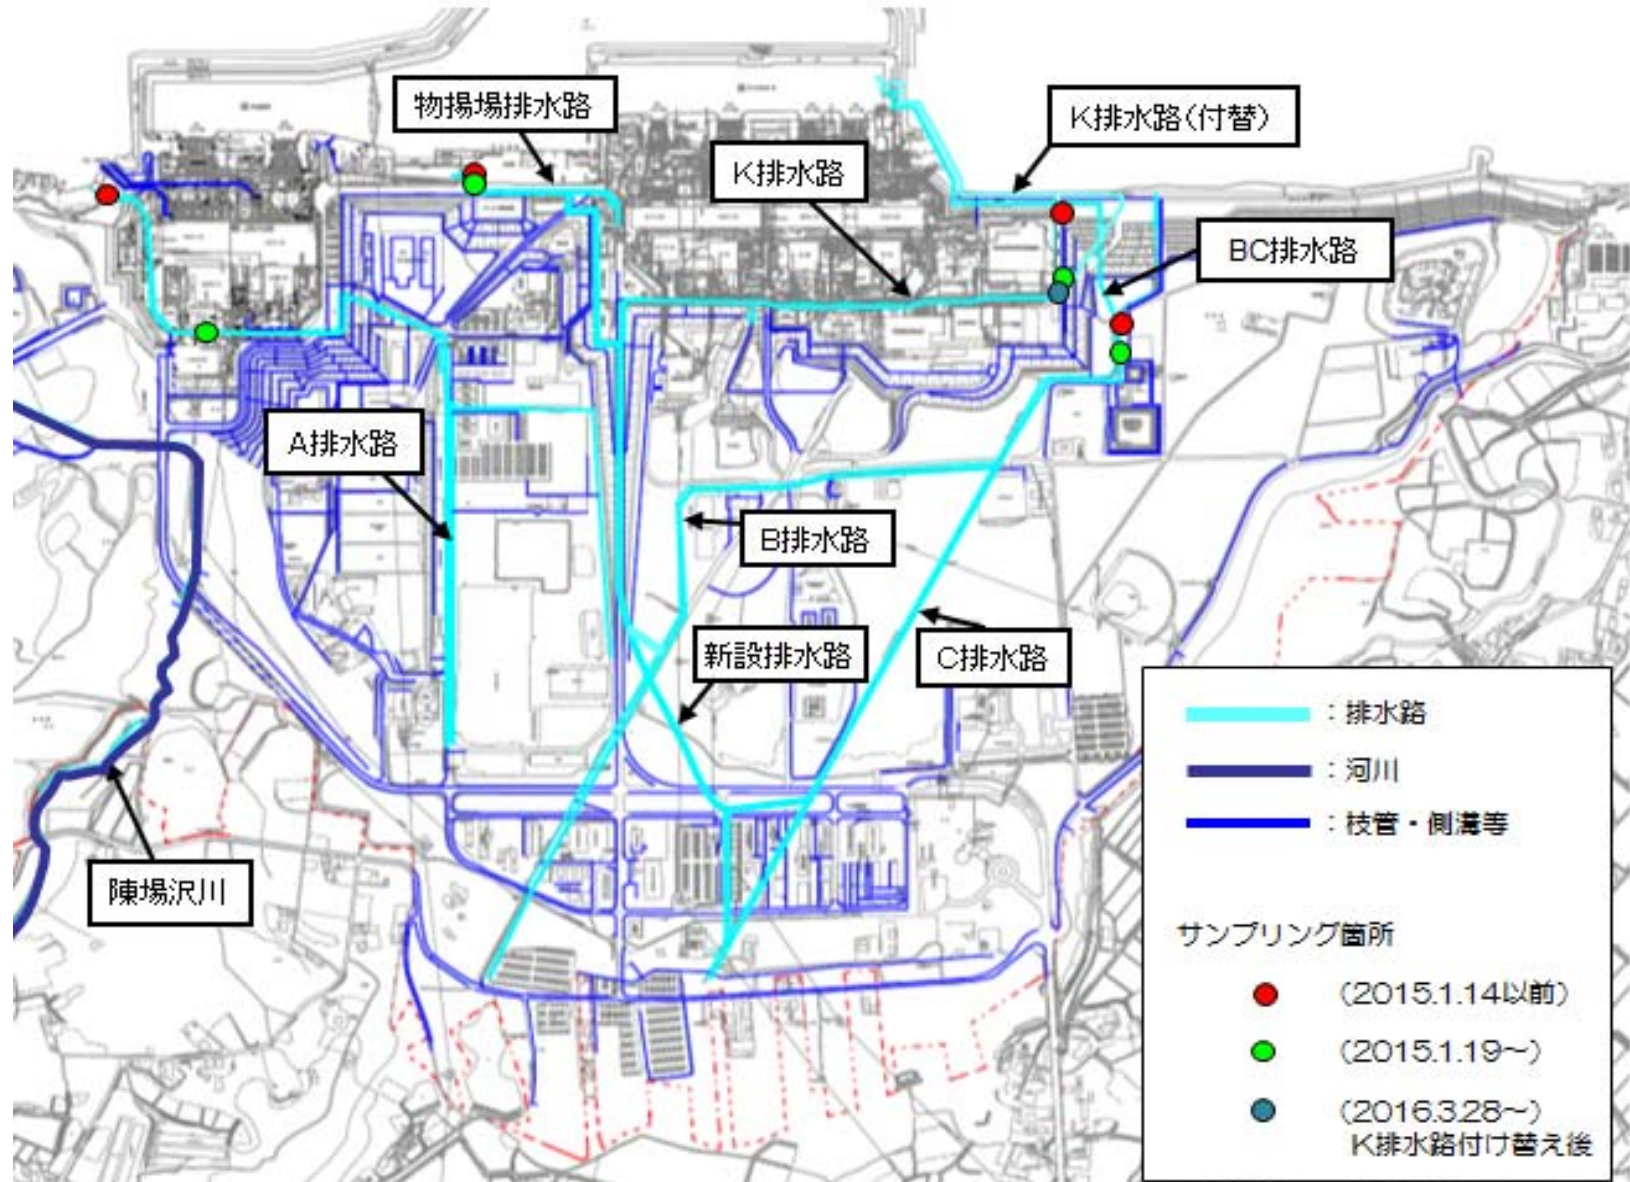 物揚場排水路
K排水路(付替)
K排水路
BC排水路
A排水路
B排水路
新設排水路
C排水路
陳場沢川
:排水路
:河川
:枝管・側溝等
サンプリング箇所
(2015.1.14以前)
(2015.1.19~)
(2016.3.28~)
K排水路付け替え後